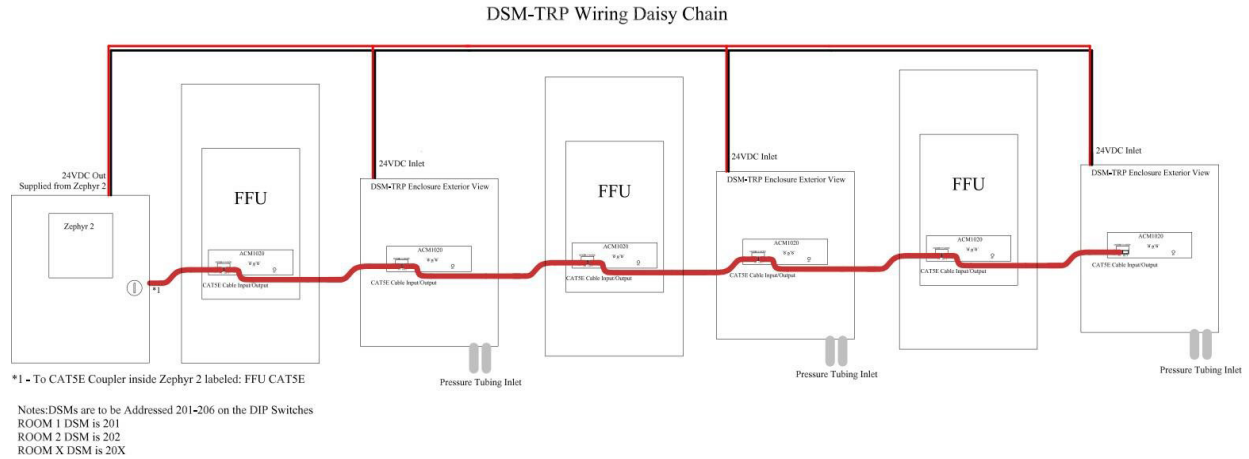 DSM-TRP Wiring Daisy Chain
24VDC Out
Supplied from Zephyr 2
Zephyr 2
*1
FFU
ACM1020
CAT5E Cable Input/Output
24VDC Inlet
DSM-TRP Enclosure Exterior View
ACM1020
CAT5E Cable Input/Output
Pressure Tubing Inlet
FFU
ACM1020
CAT5E Cable Input/Output
24VDC Inlet
DSM-TRP Enclosure Exterior View
ACM1020
CAT5E Cable Input/Output
Pressure Tubing Inlet
FFU
ACM1020
CAT5E Cable Input/Output
24VDC Inlet
DSM-TRP Enclosure Exterior View
ACM1020
CAT5E Cable Input/Output
Pressure Tubing Inlet
*1 - To CAT5E Coupler inside Zephyr 2 labeled: FFU CAT5E
Notes:DSMs are to be Addressed 201-206 on the DIP Switches
ROOM 1 DSM is 201
ROOM 2 DSM is 202
ROOM X DSM is 20X